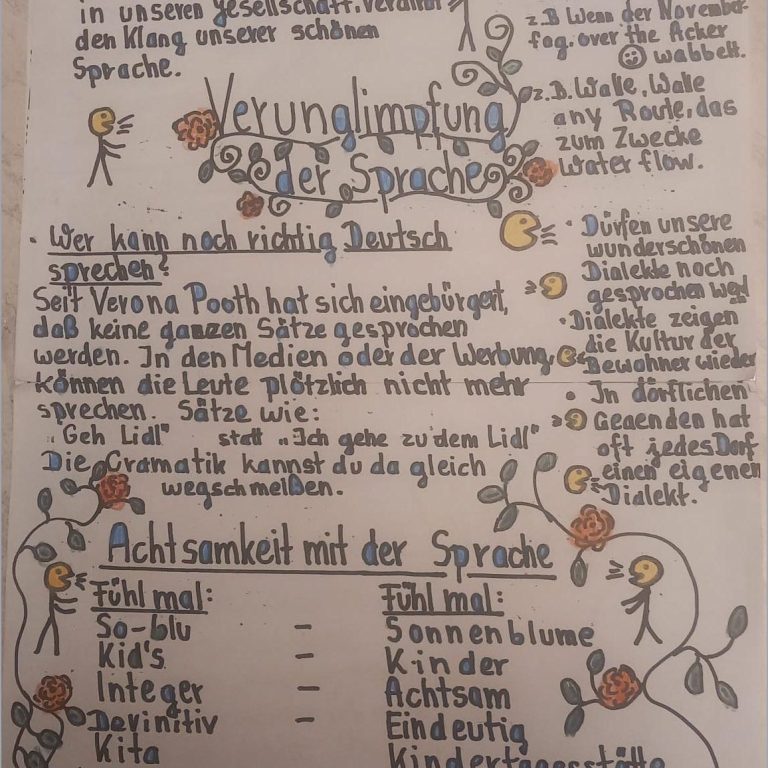 in unseren Gesellschaft. Verändert
den Klang unserer schönen
Sprache.
z.B Wenn der November-
fog, over the Acker
wabbelt.
z.B. Walle, Walle
any Route, das
zum Zwecke
Water flow.
Verunglimpfung
der Sprache
· Wer kann noch richtig Deutsch
sprechen?
Seit Verona Pooth hat sich eingebürgert,
daß keine ganzen Sätze gesprochen
werden. In den Medien oder der Werbung,
können die Leute plötzlich nicht mehr
sprechen. Sätze wie:
"Geh Lidl" statt "Ich gehe zu dem Lidl"
Die Gramatik kannst du da gleich
wegschmeißen.
· Dürfen unsere
wunderschönen
Dialekte noch
gesprochen
· Dialekte zeigen
die Kultur der
Bewohner wieder
· In dörflichen
Gegenden hat
oft jedes Dorf
einen eigenen
Dialekt.
Achtsamkeit mit der Sprache
Fühl mal: Fühl mal:
So-blu – Sonnenblume
Kid's – Kinder
Integer – Achtsam
Devinitiv – Eindeutig
Kita Kindertagesstätte